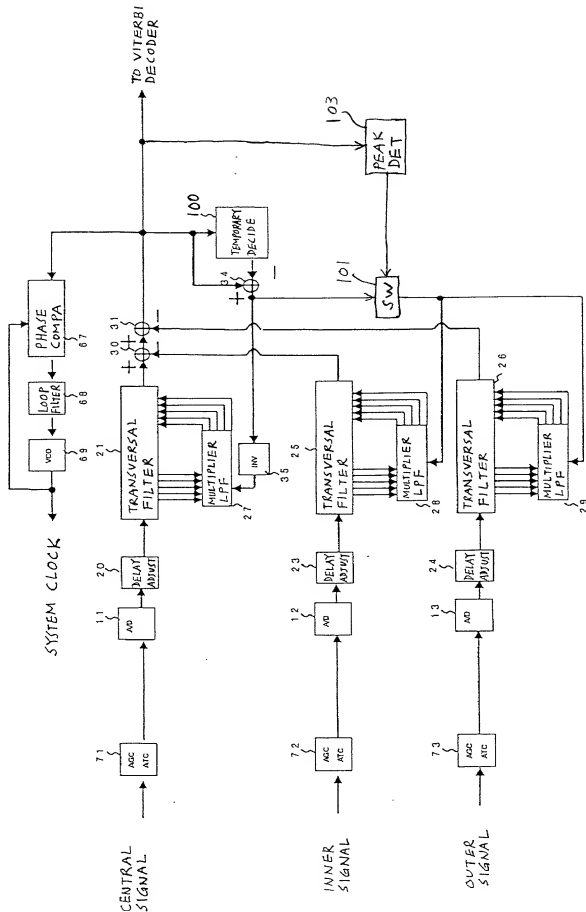 SYSTEM CLOCK
VCO
69
LOOP
FILTER
68
PHASE
COMPA
67
TO VITERBI
DECODER
CENTRAL
SIGNAL
AGC
ATC
71
A/D
11
DELAY
ADJUST
20
TRANSVERSAL
FILTER
21
MULTIPLIER
LPF
27
+
30
+
−
31
INV
35
+
−
34
TEMPORARY
DECIDE
100
SW
101
PEAK
DET
103
INNER
SIGNAL
AGC
ATC
72
A/D
12
DELAY
ADJUST
23
TRANSVERSAL
FILTER
25
MULTIPLIER
LPF
28
OUTER
SIGNAL
AGC
ATC
73
A/D
13
DELAY
ADJUST
24
TRANSVERSAL
FILTER
26
MULTIPLIER
LPF
29